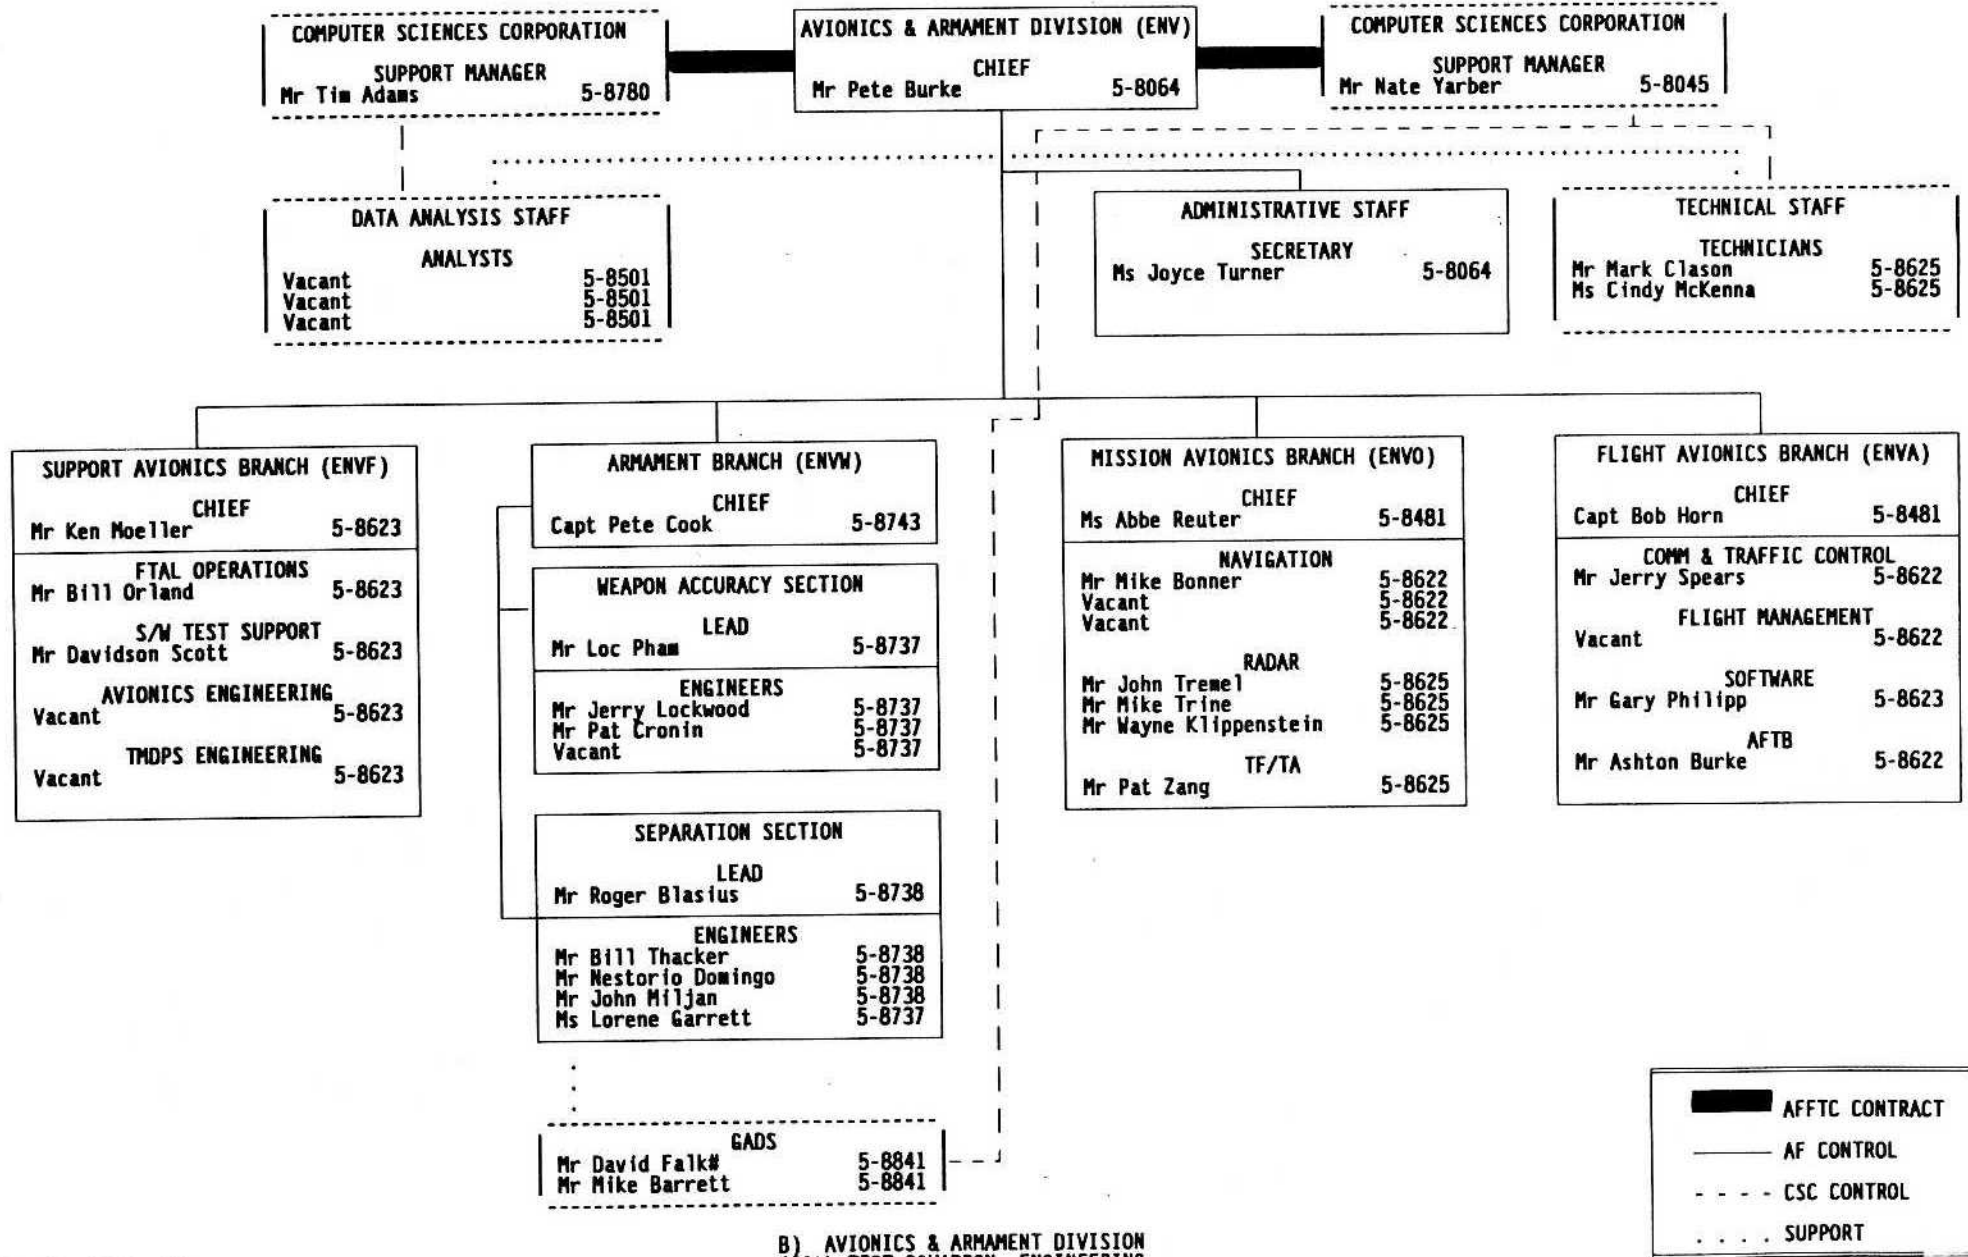 COMPUTER SCIENCES CORPORATION
SUPPORT MANAGER
Mr Tim Adams 5-8780
AVIONICS & ARMAMENT DIVISION (ENV)
CHIEF
Mr Pete Burke 5-8064
COMPUTER SCIENCES CORPORATION
SUPPORT MANAGER
Mr Nate Yarber 5-8045
DATA ANALYSIS STAFF
ANALYSTS
Vacant 5-8501
Vacant 5-8501
Vacant 5-8501
ADMINISTRATIVE STAFF
SECRETARY
Ms Joyce Turner 5-8064
TECHNICAL STAFF
TECHNICIANS
Mr Mark Clason 5-8625
Ms Cindy McKenna 5-8625
SUPPORT AVIONICS BRANCH (ENVF)
CHIEF
Mr Ken Moeller 5-8623
FTAL OPERATIONS
Mr Bill Orland 5-8623
S/W TEST SUPPORT
Mr Davidson Scott 5-8623
AVIONICS ENGINEERING
Vacant 5-8623
TMDPS ENGINEERING
Vacant 5-8623
ARMAMENT BRANCH (ENVW)
CHIEF
Capt Pete Cook 5-8743
WEAPON ACCURACY SECTION
LEAD
Mr Loc Pham 5-8737
ENGINEERS
Mr Jerry Lockwood 5-8737
Mr Pat Cronin 5-8737
Vacant 5-8737
SEPARATION SECTION
LEAD
Mr Roger Blasius 5-8738
ENGINEERS
Mr Bill Thacker 5-8738
Mr Nestorio Domingo 5-8738
Mr John Miljan 5-8738
Ms Lorene Garrett 5-8737
GADS
Mr David Falk# 5-8841
Mr Mike Barrett 5-8841
MISSION AVIONICS BRANCH (ENVO)
CHIEF
Ms Abbe Reuter 5-8481
NAVIGATION
Mr Mike Bonner 5-8622
Vacant 5-8622
Vacant 5-8622
RADAR
Mr John Tremel 5-8625
Mr Mike Trine 5-8625
Mr Wayne Klippenstein 5-8625
TF/TA
Mr Pat Zang 5-8625
FLIGHT AVIONICS BRANCH (ENVA)
CHIEF
Capt Bob Horn 5-8481
COMM & TRAFFIC CONTROL
Mr Jerry Spears 5-8622
FLIGHT MANAGEMENT
Vacant 5-8622
SOFTWARE
Mr Gary Philipp 5-8623
AFTB
Mr Ashton Burke 5-8622
AFFTC CONTRACT
AF CONTROL
CSC CONTROL
SUPPORT
B) AVIONICS & ARMAMENT DIVISION